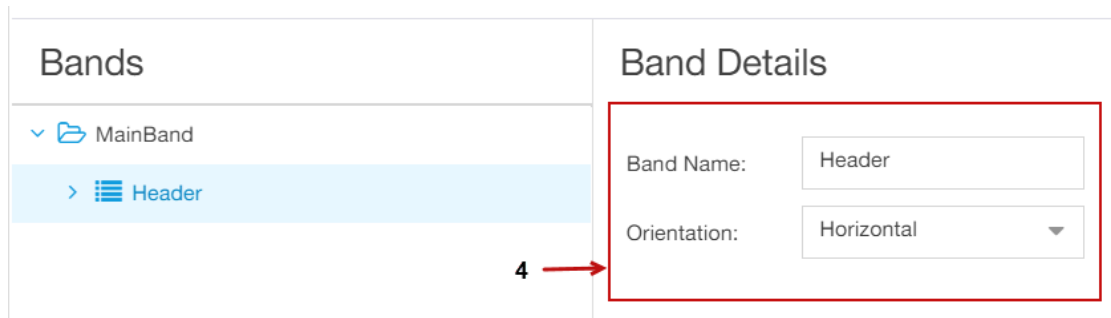 Bands
MainBand
Header
Band Details
Band Name: Header
Orientation: Horizontal
4